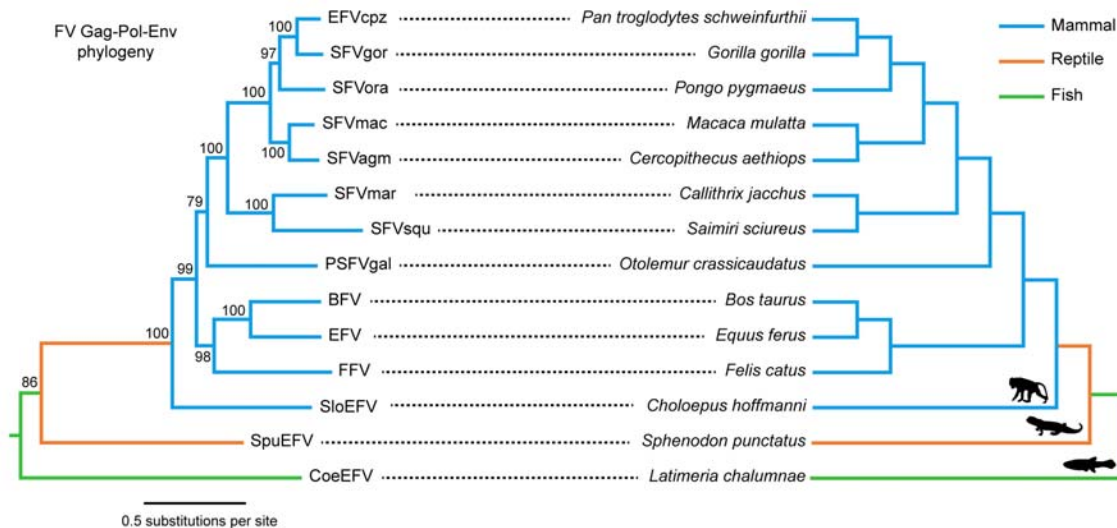 FV Gag-Pol-Env
phylogeny
Mammal
Reptile
Fish
EFVcpz Pan troglodytes schweinfurthii
100
SFVgor Gorilla gorilla
97
SFVora Pongo pygmaeus
100
SFVmac Macaca mulatta
100
SFVagm Cercopithecus aethiops
100
SFVmar Callithrix jacchus
100
SFVsqu Saimiri sciureus
79
PSFVgal Otolemur crassicaudatus
99
BFV Bos taurus
100
EFV Equus ferus
100
98
FFV Felis catus
86
SloEFV Choloepus hoffmanni
SpuEFV Sphenodon punctatus
CoeEFV Latimeria chalumnae
0.5 substitutions per site